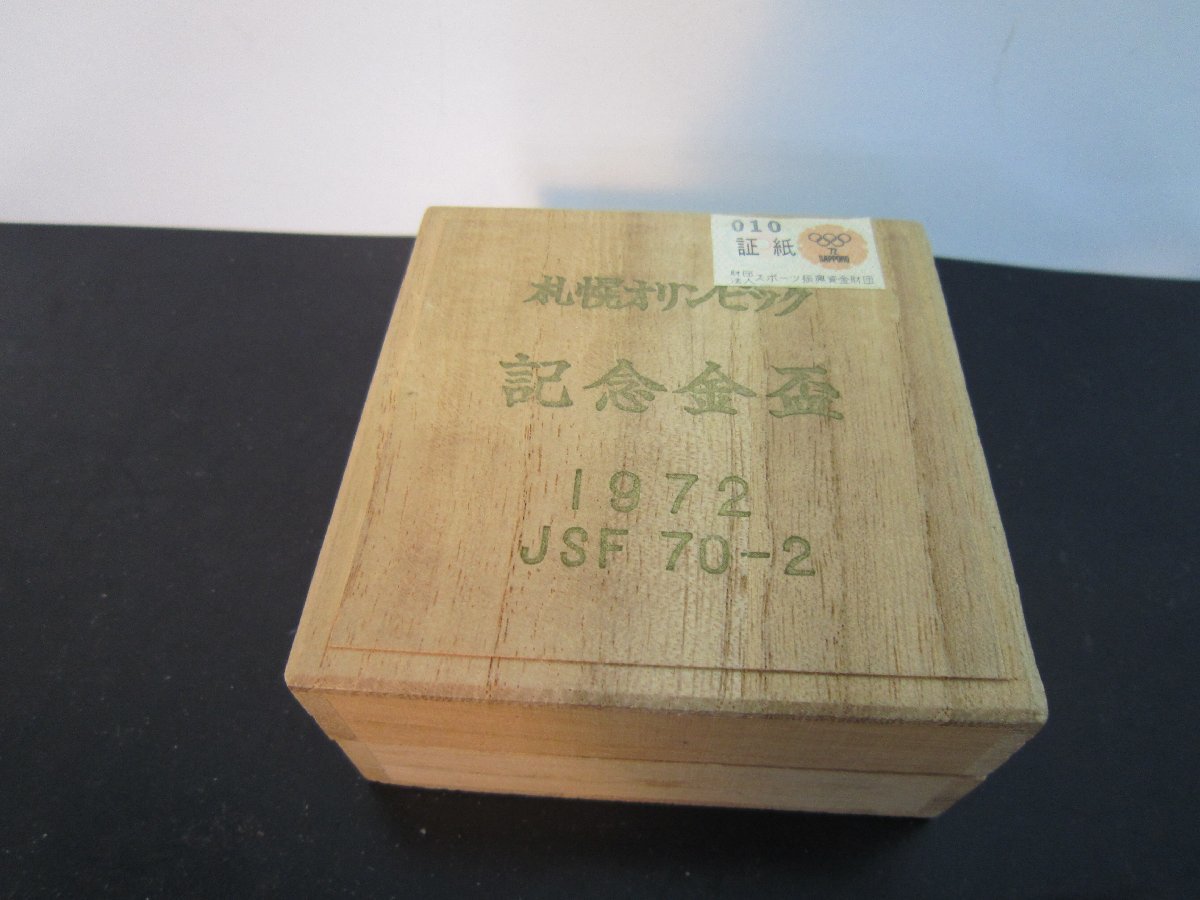 010
証紙
72
SAPPORO
財団
法人スポーツ振興資金財団
札幌オリンピック
記念金盃
1972
JSF 70-2